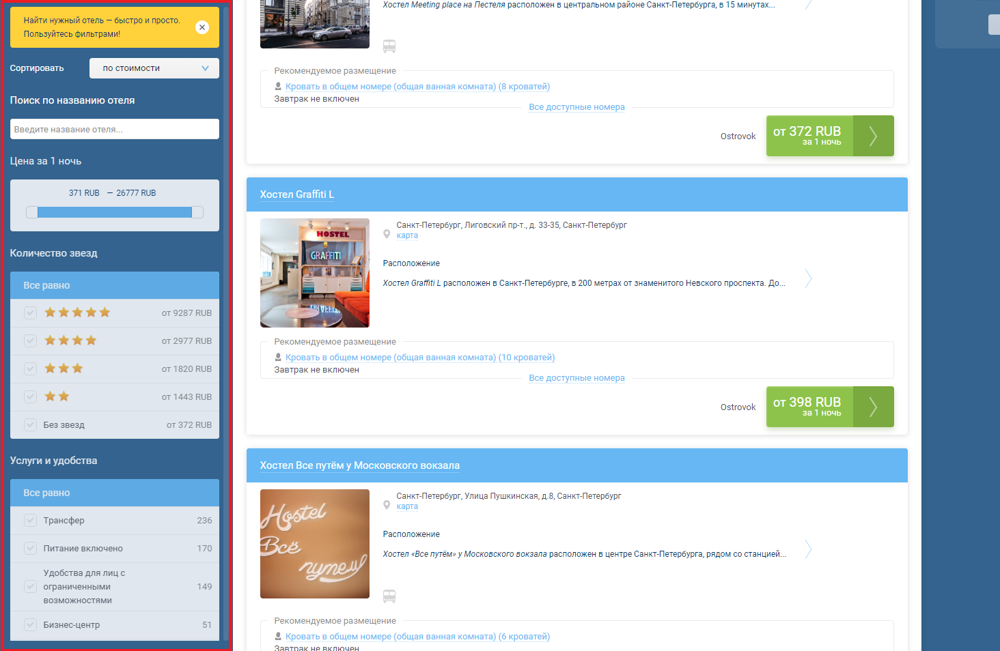 Найти нужный отель — быстро и просто.
Пользуйтесь фильтрами!
Сортировать
по стоимости
Поиск по названию отеля
Введите название отеля...
Цена за 1 ночь
371 RUB — 26777 RUB
Количество звезд
Все равно
от 9287 RUB
от 2977 RUB
от 1820 RUB
от 1443 RUB
Без звезд от 372 RUB
Услуги и удобства
Все равно
Трансфер 236
Питание включено 170
Удобства для лиц с
ограниченными
возможностями
149
Бизнес-центр 51
Хостел Meeting place на Пестеля расположен в центральном районе Санкт-Петербурга, в 15 минутах...
Рекомендуемое размещение
Кровать в общем номере (общая ванная комната) (8 кроватей)
Завтрак не включен
Все доступные номера
Ostrovok
от 372 RUB
за 1 ночь
Хостел Graffiti L
HOSTEL
GRAFFITI
Санкт-Петербург, Лиговский пр-т., д. 33-35, Санкт-Петербург
карта
Расположение
Хостел Graffiti L расположен в Санкт-Петербурге, в 200 метрах от знаменитого Невского проспекта. До...
Рекомендуемое размещение
Кровать в общем номере (общая ванная комната) (10 кроватей)
Завтрак не включен
Все доступные номера
Ostrovok
от 398 RUB
за 1 ночь
Хостел Все путём у Московского вокзала
Hostel
Всё
путем
Санкт-Петербург, Улица Пушкинская, д.8, Санкт-Петербург
карта
Расположение
Хостел «Все путём» у Московского вокзала расположен в центре Санкт-Петербурга, рядом со станцией...
Рекомендуемое размещение
Кровать в общем номере (общая ванная комната) (6 кроватей)
Завтрак не включен